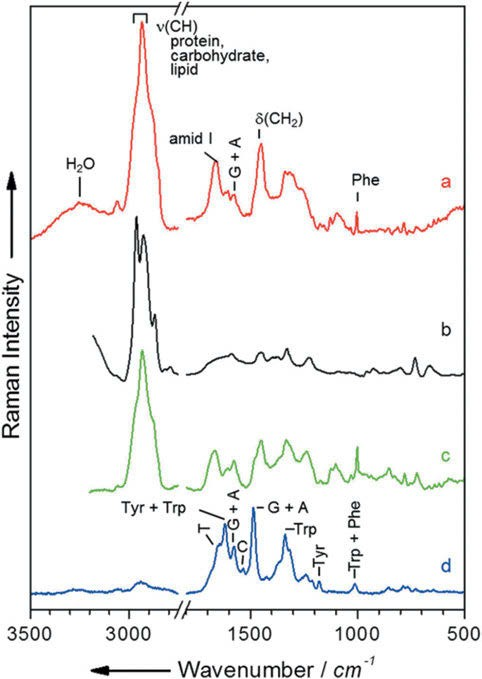 ν(CH)
protein,
carbohydrate,
lipid
δ(CH2)
amid I
G + A
H2O
Phe
a
b
c
Tyr + Trp
T
G + A
C
G + A
Trp
Tyr
Trp + Phe
d
Raman Intensity
3500 3000 1500 1000 500
Wavenumber / cm-1